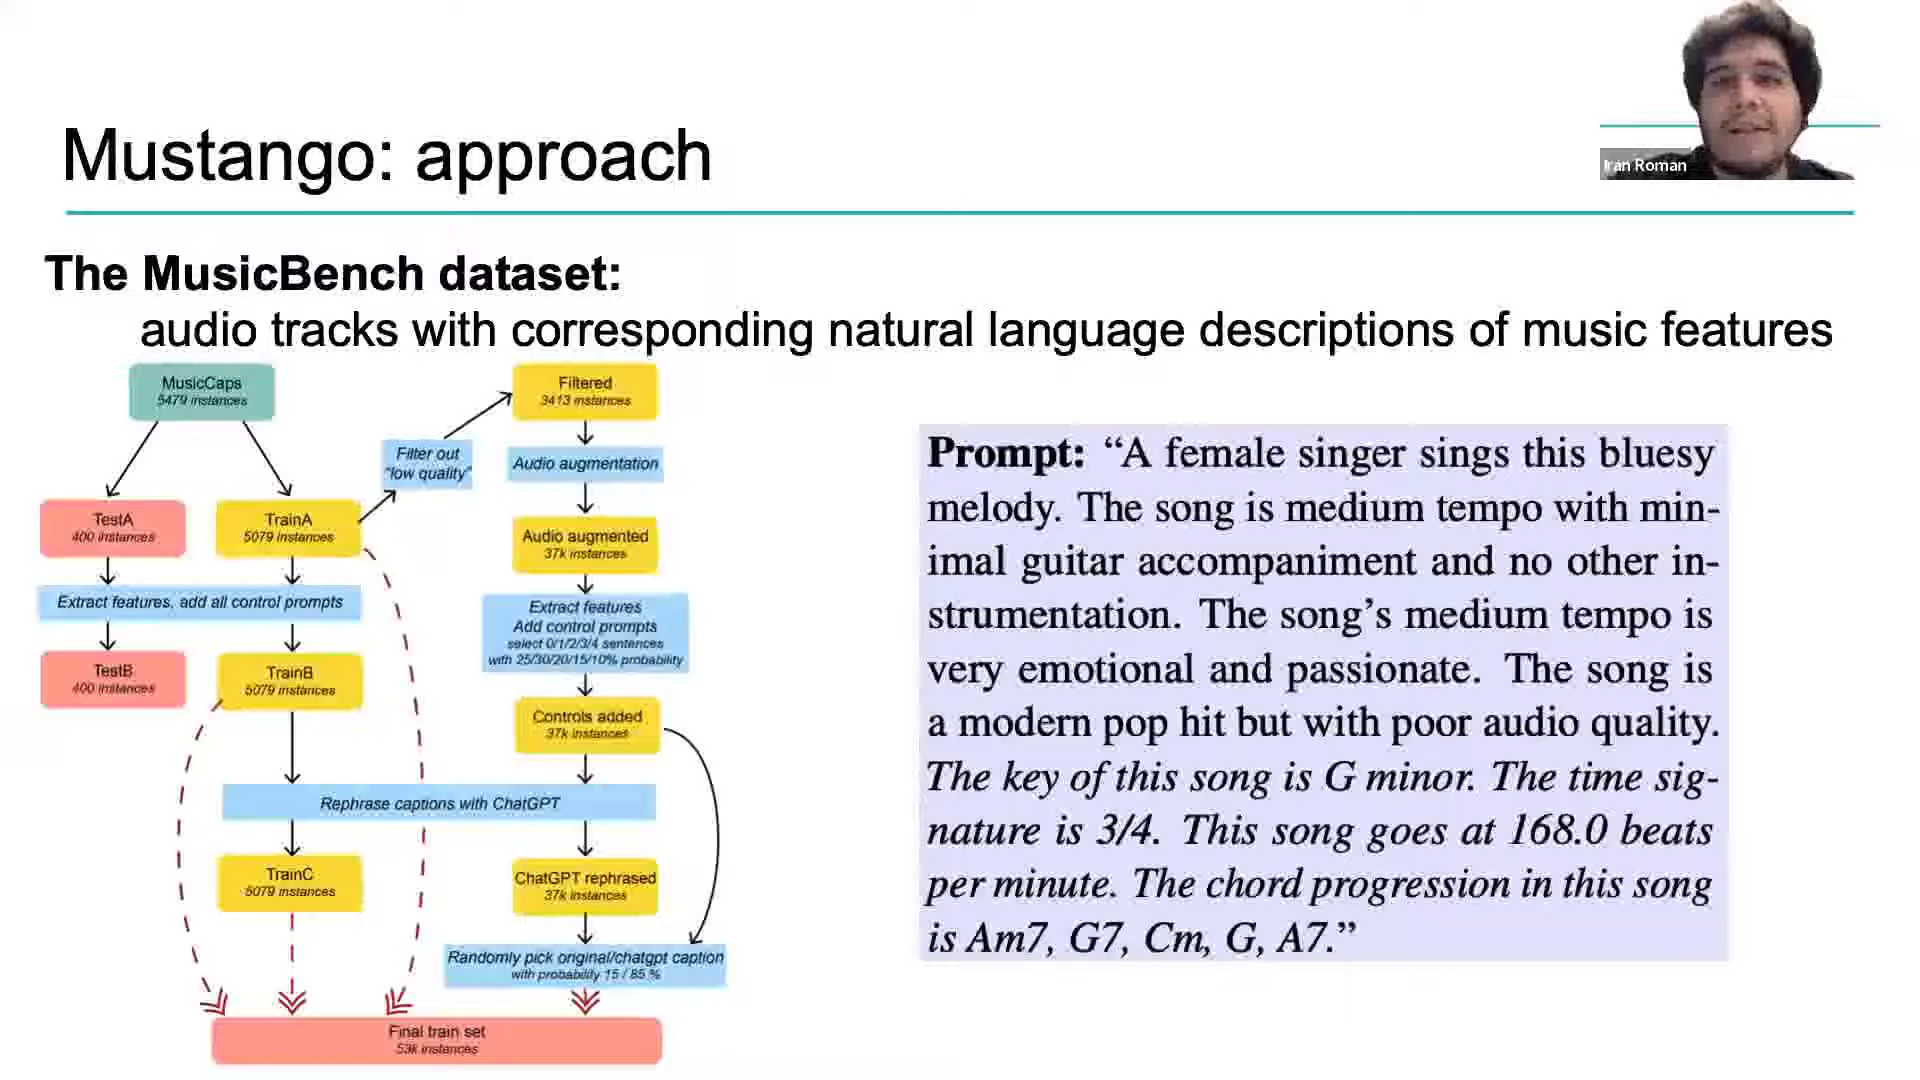 Iran Roman
Mustango: approach
The MusicBench dataset:
audio tracks with corresponding natural language descriptions of music features
MusicCaps
5479 instances
TestA
400 instances
TrainA
5079 instances
Extract features, add all control prompts
TestB
400 instances
TrainB
5079 instances
Filter out
"low quality"
Filtered
3413 instances
Audio augmentation
Audio augmented
37k instances
Extract features
Add control prompts
select 0/1/2/3/4 sentences
with 25/30/20/15/10% probability
Controls added
37k instances
Rephrase captions with ChatGPT
TrainC
5079 instances
ChatGPT rephrased
37k instances
Randomly pick original/chatgpt caption
with probability 15 / 85 %
Final train set
53k instances
Prompt: “A female singer sings this bluesy
melody. The song is medium tempo with min-
imal guitar accompaniment and no other in-
strumentation. The song’s medium tempo is
very emotional and passionate. The song is
a modern pop hit but with poor audio quality.
The key of this song is G minor. The time sig-
nature is 3/4. This song goes at 168.0 beats
per minute. The chord progression in this song
is Am7, G7, Cm, G, A7.”